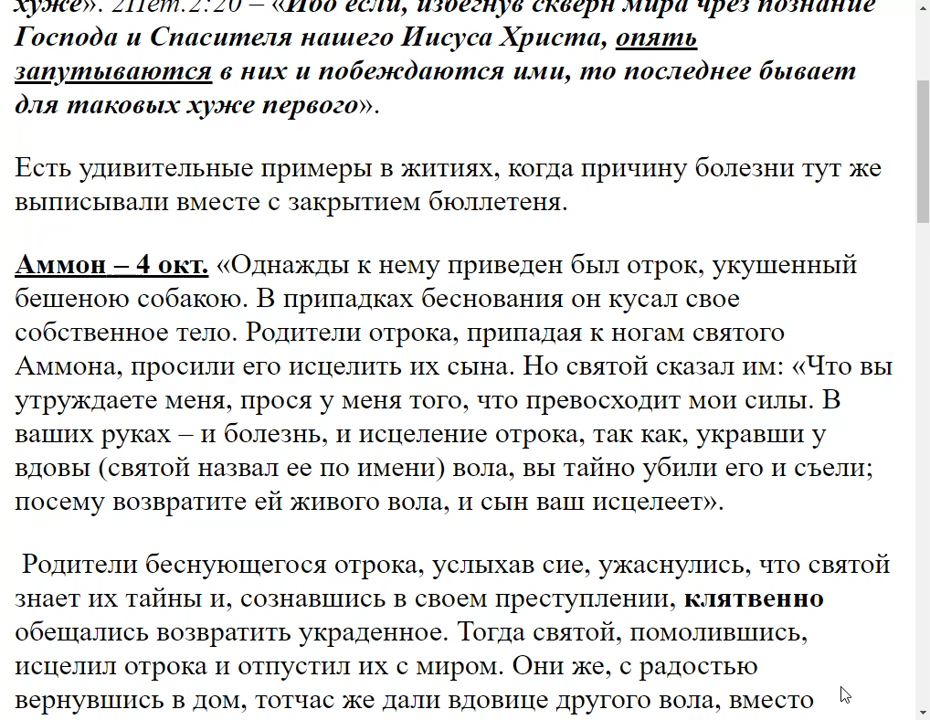 хуже». 2Пет.2:20 – «Ибо если, избегнув скверн мира чрез познание
Господа и Спасителя нашего Иисуса Христа, опять
запутываются в них и побеждаются ими, то последнее бывает
для таковых хуже первого».
Есть удивительные примеры в житиях, когда причину болезни тут же
выписывали вместе с закрытием бюллетеня.
Аммон – 4 окт. «Однажды к нему приведен был отрок, укушенный
бешеною собакою. В припадках беснования он кусал свое
собственное тело. Родители отрока, припадая к ногам святого
Аммона, просили его исцелить их сына. Но святой сказал им: «Что вы
утруждаете меня, прося у меня того, что превосходит мои силы. В
ваших руках – и болезнь, и исцеление отрока, так как, укравши у
вдовы (святой назвал ее по имени) вола, вы тайно убили его и съели;
посему возвратите ей живого вола, и сын ваш исцелеет».
Родители беснующегося отрока, услыхав сие, ужаснулись, что святой
знает их тайны и, сознавшись в своем преступлении, клятвенно
обещались возвратить украденное. Тогда святой, помолившись,
исцелил отрока и отпустил их с миром. Они же, с радостью
вернувшись в дом, тотчас же дали вдовице другого вола, вместо